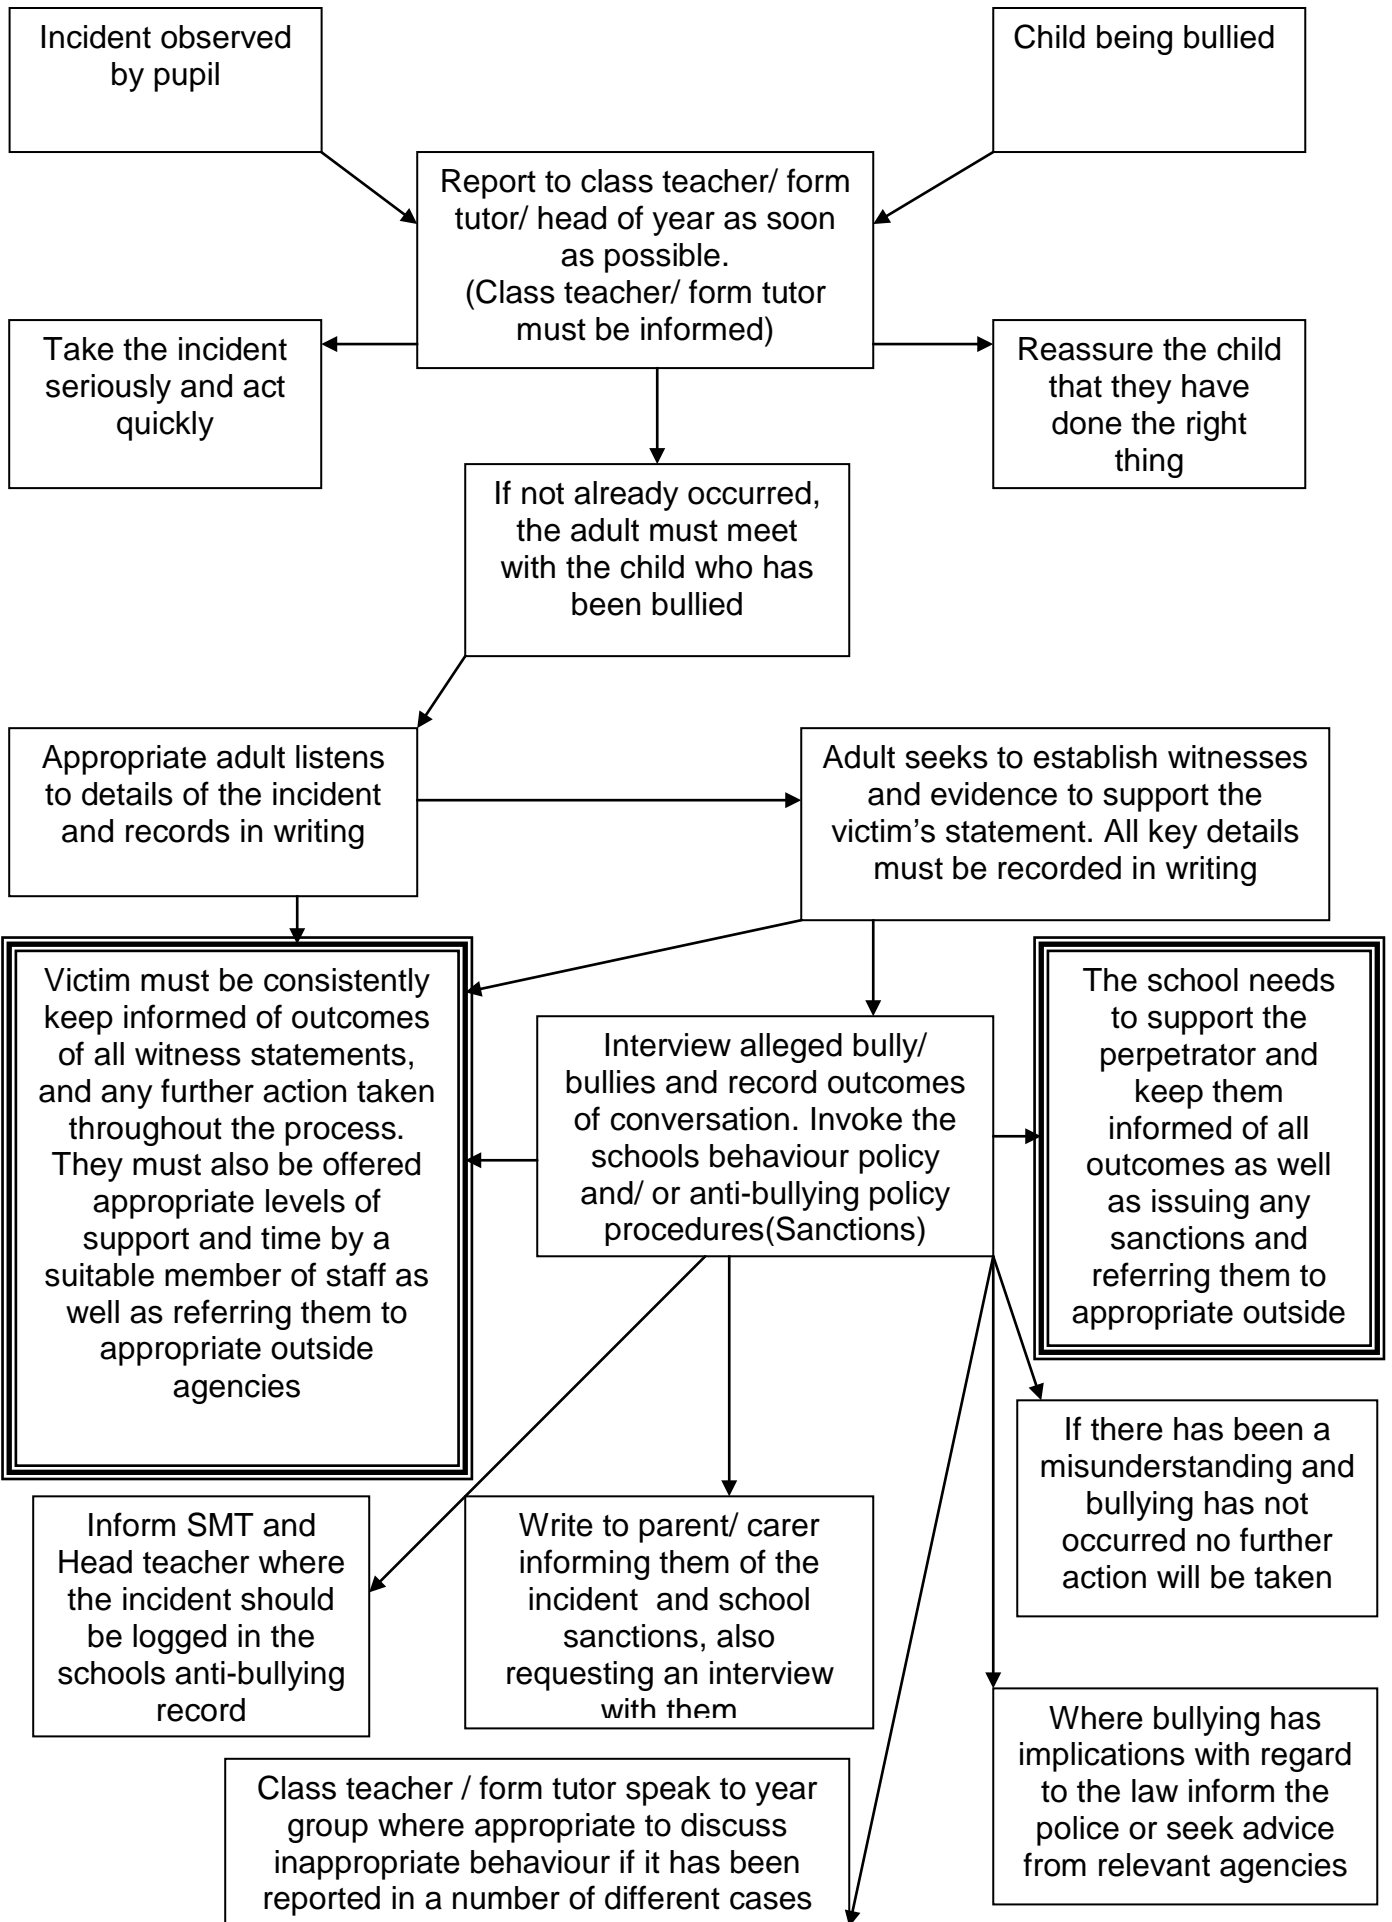 Incident observed
by pupil
Child being bullied
Report to class teacher/ form
tutor/ head of year as soon
as possible.
(Class teacher/ form tutor
must be informed)
Take the incident
seriously and act
quickly
Reassure the child
that they have
done the right
thing
If not already occurred,
the adult must meet
with the child who has
been bullied
Appropriate adult listens
to details of the incident
and records in writing
Adult seeks to establish witnesses
and evidence to support the
victim’s statement. All key details
must be recorded in writing
Victim must be consistently
keep informed of outcomes
of all witness statements,
and any further action taken
throughout the process.
They must also be offered
appropriate levels of
support and time by a
suitable member of staff as
well as referring them to
appropriate outside
agencies
Interview alleged bully/
bullies and record outcomes
of conversation. Invoke the
schools behaviour policy
and/ or anti-bullying policy
procedures(Sanctions)
The school needs
to support the
perpetrator and
keep them
informed of all
outcomes as well
as issuing any
sanctions and
referring them to
appropriate outside
If there has been a
misunderstanding and
bullying has not
occurred no further
action will be taken
Inform SMT and
Head teacher where
the incident should
be logged in the
schools anti-bullying
record
Write to parent/ carer
informing them of the
incident and school
sanctions, also
requesting an interview
with them
Where bullying has
implications with regard
to the law inform the
police or seek advice
from relevant agencies
Class teacher / form tutor speak to year
group where appropriate to discuss
inappropriate behaviour if it has been
reported in a number of different cases